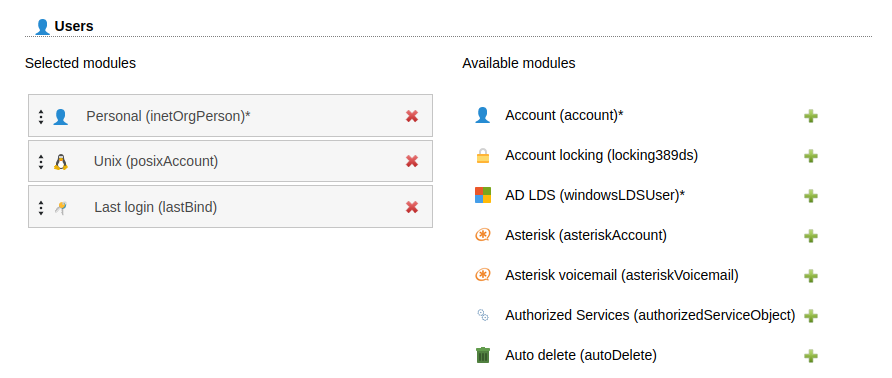 Users
Selected modules
Available modules
Personal (inetOrgPerson)*
Unix (posixAccount)
Last login (lastBind)
Account (account)*
Account locking (locking389ds)
AD LDS (windowsLDSUser)*
Asterisk (asteriskAccount)
Asterisk voicemail (asteriskVoicemail)
Authorized Services (authorizedServiceObject)
Auto delete (autoDelete)